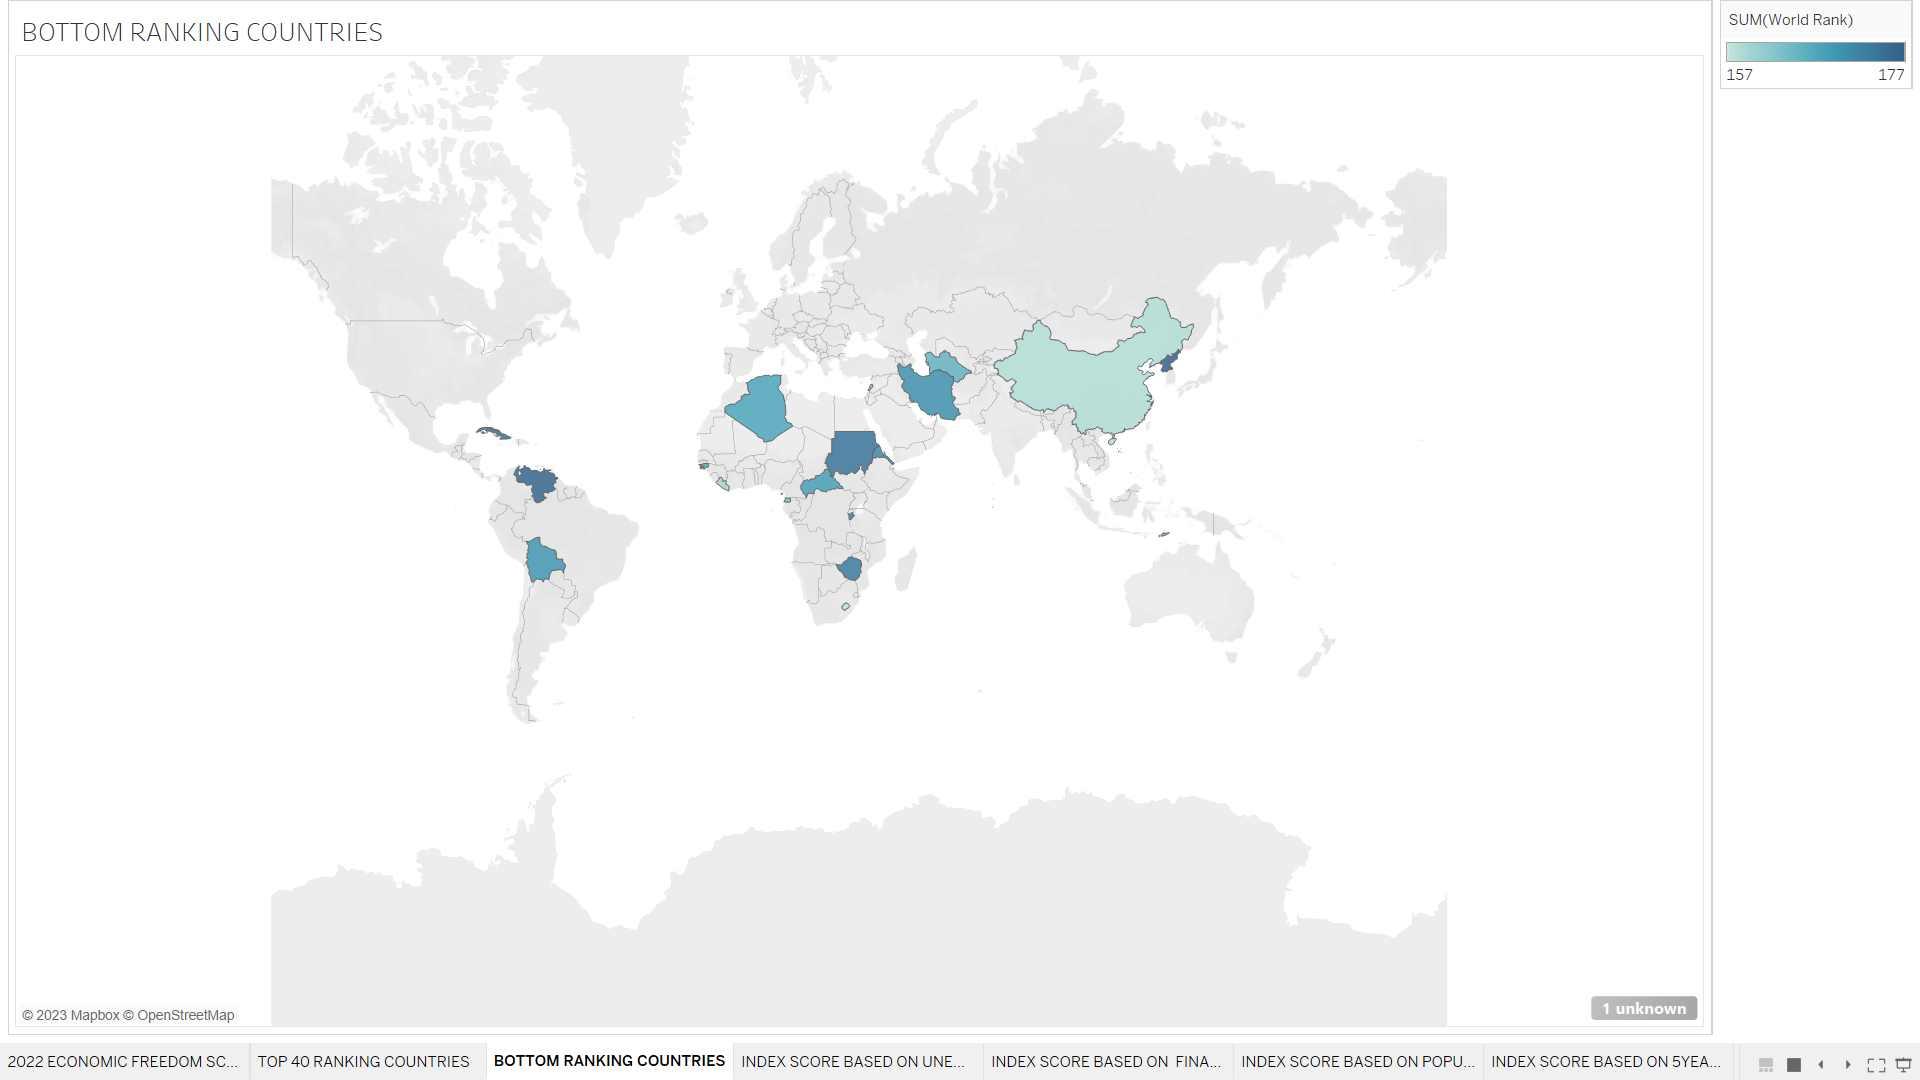 BOTTOM RANKING COUNTRIES
SUM(World Rank)
157 177
© 2023 Mapbox © OpenStreetMap
1 unknown
2022 ECONOMIC FREEDOM SC... TOP 40 RANKING COUNTRIES BOTTOM RANKING COUNTRIES INDEX SCORE BASED ON UNE... INDEX SCORE BASED ON FINA... INDEX SCORE BASED ON POPU... INDEX SCORE BASED ON 5YEA...